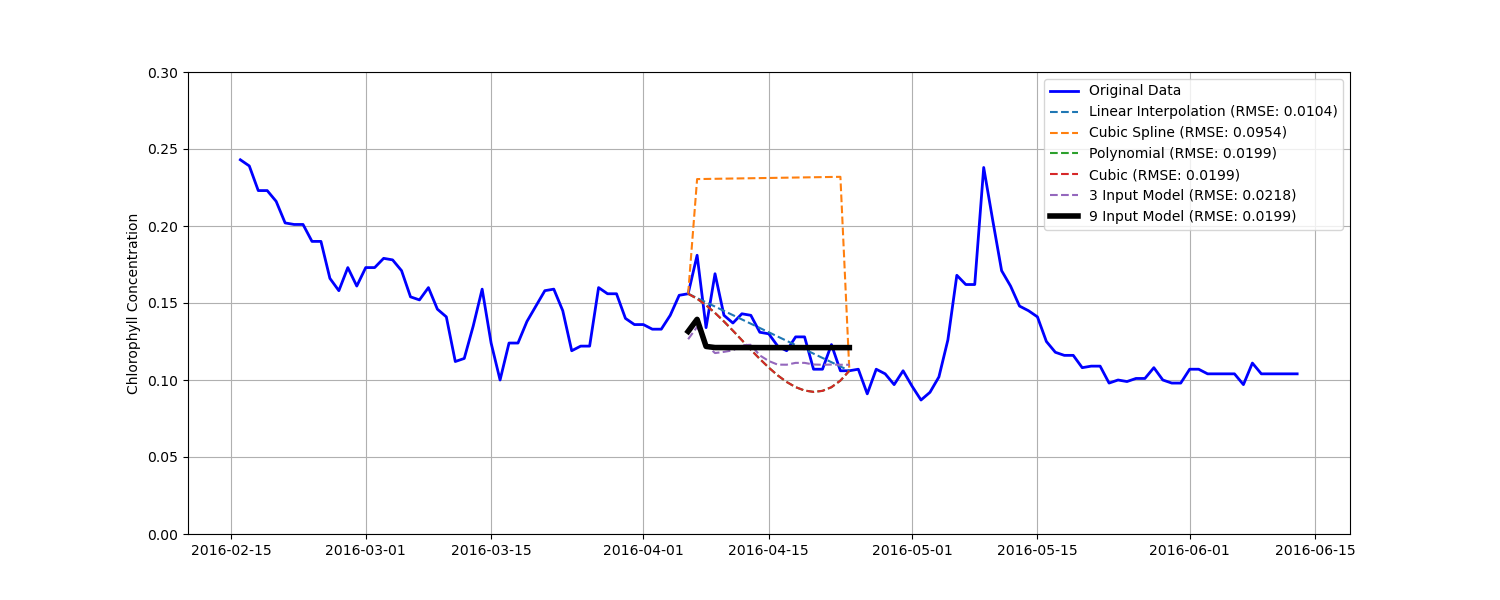 Chlorophyll Concentration
0.30
0.25
0.20
0.15
0.10
0.05
0.00
2016-02-15
2016-03-01
2016-03-15
2016-04-01
2016-04-15
2016-05-01
2016-05-15
2016-06-01
2016-06-15
Original Data
Linear Interpolation (RMSE: 0.0104)
Cubic Spline (RMSE: 0.0954)
Polynomial (RMSE: 0.0199)
Cubic (RMSE: 0.0199)
3 Input Model (RMSE: 0.0218)
9 Input Model (RMSE: 0.0199)